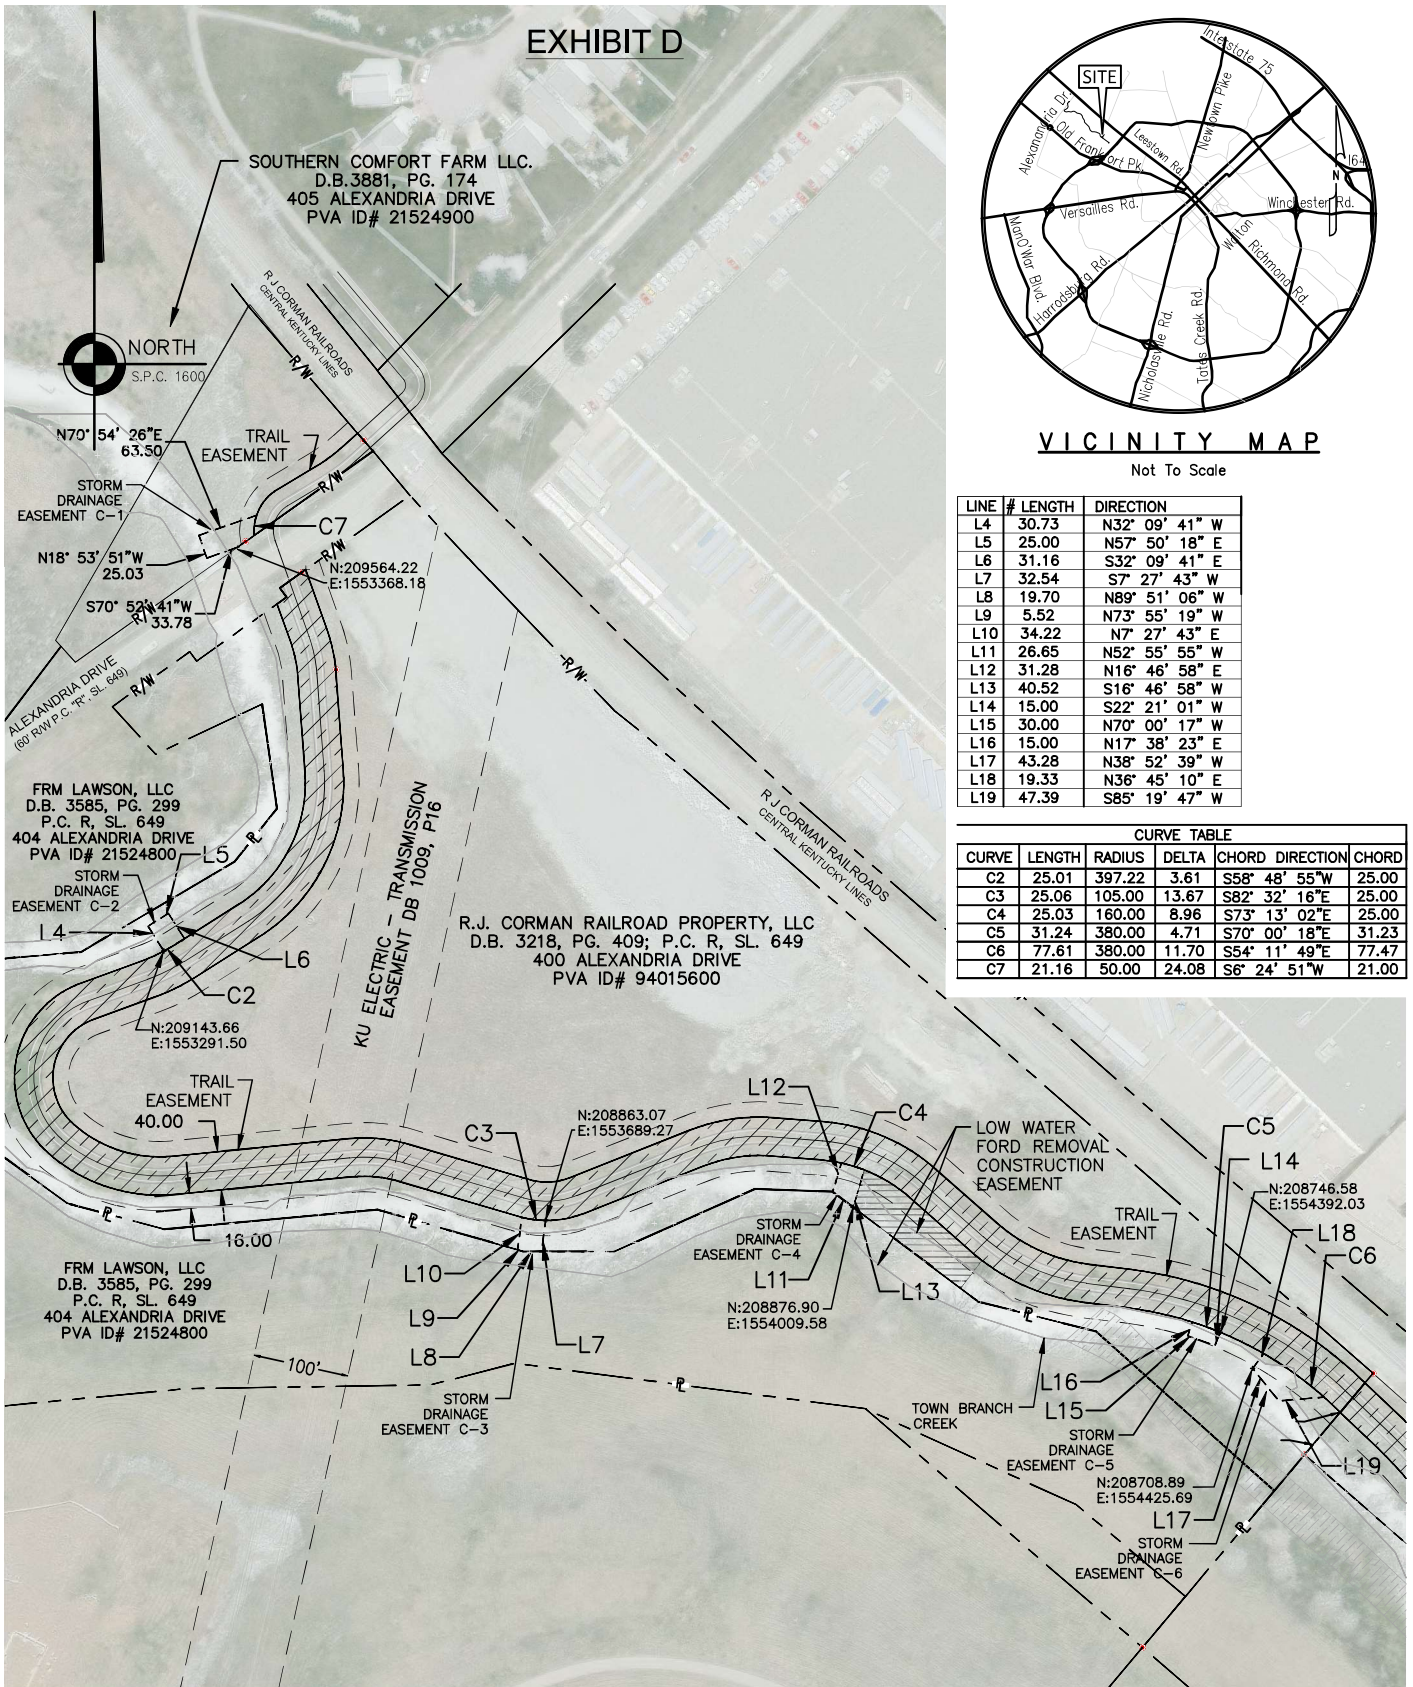 EXHIBIT D
SOUTHERN COMFORT FARM LLC.
D.B.3881, PG. 174
405 ALEXANDRIA DRIVE
PVA ID# 21524900
R J CORMAN RAILROADS
CENTRAL KENTUCKY LINES
R/W
NORTH
S.P.C. 1600
N70° 54' 26"E
63.50
TRAIL
EASEMENT
R/W
STORM
DRAINAGE
EASEMENT C-1
C7
N18° 53' 51"W
25.03
R/W
N:209564.22
E:1553368.18
S70° 52' 41"W
33.78
R/W
ALEXANDRIA DRIVE
(60' R/W P.C. "R", SL. 649)
R/W
R/W
FRM LAWSON, LLC
D.B. 3585, PG. 299
P.C. R, SL. 649
404 ALEXANDRIA DRIVE
PVA ID# 21524800
PL
L5
STORM
DRAINAGE
EASEMENT C-2
L4
L6
C2
N:209143.66
E:1553291.50
KU ELECTRIC - TRANSMISSION
EASEMENT DB 1009, P16
R J CORMAN RAILROADS
CENTRAL KENTUCKY LINES
R.J. CORMAN RAILROAD PROPERTY, LLC
D.B. 3218, PG. 409; P.C. R, SL. 649
400 ALEXANDRIA DRIVE
PVA ID# 94015600
TRAIL
EASEMENT
40.00
PL
PL
16.00
C3
N:208863.07
E:1553689.27
L12
C4
LOW WATER
FORD REMOVAL
CONSTRUCTION
EASEMENT
C5
L14
N:208746.58
E:1554392.03
TRAIL
EASEMENT
L18
C6
STORM
DRAINAGE
EASEMENT C-4
L11
L13
N:208876.90
E:1554009.58
L10
L9
L8
L7
FRM LAWSON, LLC
D.B. 3585, PG. 299
P.C. R, SL. 649
404 ALEXANDRIA DRIVE
PVA ID# 21524800
100'
STORM
DRAINAGE
EASEMENT C-3
PL
PL
L16
TOWN BRANCH
CREEK
L15
STORM
DRAINAGE
EASEMENT C-5
L19
N:208708.89
E:1554425.69
L17
PL
STORM
DRAINAGE
EASEMENT C-6
SITE
Interstate 75
Alexandria Dr.
Old Frankfort Pk.
Leestown Rd.
Newtown Pike
I64
N
Versailles Rd.
Winchester Rd.
Man O'War Blvd.
Walton
Richmond Rd.
Harrodsburg Rd.
Nicholasville Rd.
Tates Creek Rd.
VICINITY MAP
Not To Scale
LINE # LENGTH DIRECTION
L4 30.73 N32° 09' 41" W
L5 25.00 N57° 50' 18" E
L6 31.16 S32° 09' 41" E
L7 32.54 S7° 27' 43" W
L8 19.70 N89° 51' 06" W
L9 5.52 N73° 55' 19" W
L10 34.22 N7° 27' 43" E
L11 26.65 N52° 55' 55" W
L12 31.28 N16° 46' 58" E
L13 40.52 S16° 46' 58" W
L14 15.00 S22° 21' 01" W
L15 30.00 N70° 00' 17" W
L16 15.00 N17° 38' 23" E
L17 43.28 N38° 52' 39" W
L18 19.33 N36° 45' 10" E
L19 47.39 S85° 19' 47" W
CURVE TABLE
CURVE LENGTH RADIUS DELTA CHORD DIRECTION CHORD
C2 25.01 397.22 3.61 S58° 48' 55"W 25.00
C3 25.06 105.00 13.67 S82° 32' 16"E 25.00
C4 25.03 160.00 8.96 S73° 13' 02"E 25.00
C5 31.24 380.00 4.71 S70° 00' 18"E 31.23
C6 77.61 380.00 11.70 S54° 11' 49"E 77.47
C7 21.16 50.00 24.08 S6° 24' 51"W 21.00